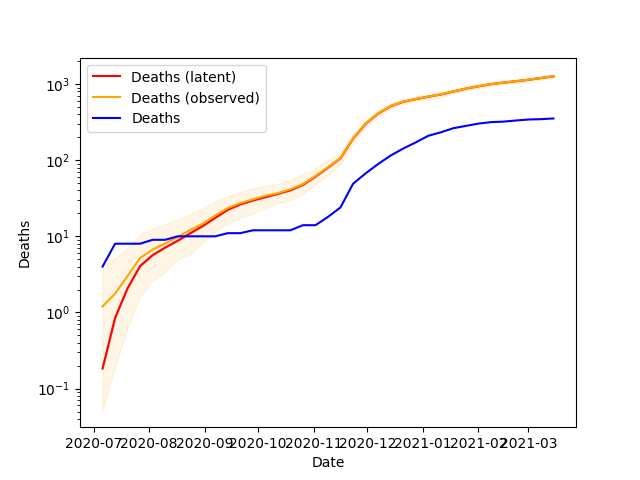 Deaths (latent)
Deaths (observed)
Deaths
10³
10²
10¹
10⁰
10⁻¹
Deaths
2020-07 2020-08 2020-09 2020-10 2020-11 2020-12 2021-01 2021-02 2021-03
Date